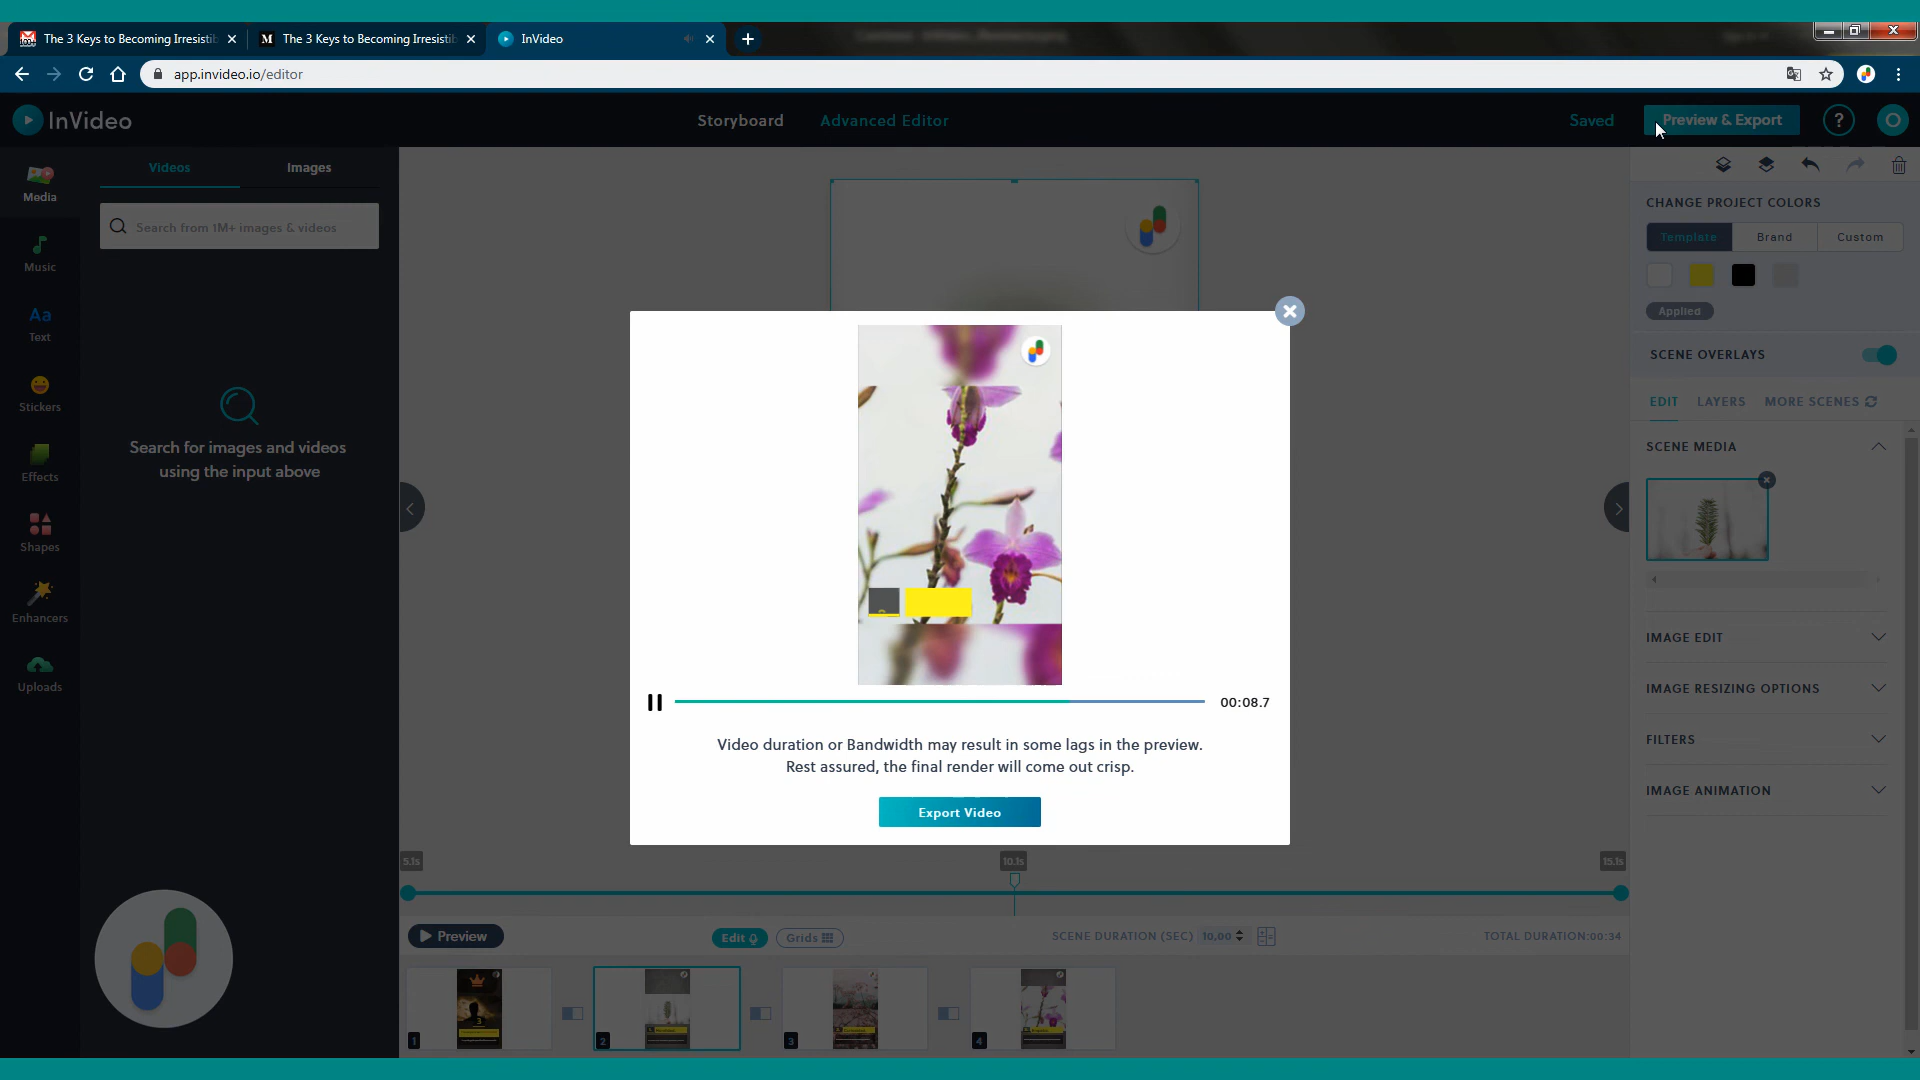 The 3 Keys to Becoming Irresistib
The 3 Keys to Becoming Irresistib
InVideo
app.invideo.io/editor
InVideo
Storyboard
Advanced Editor
Saved
Preview & Export
?
Media
Music
Aa
Text
Stickers
Effects
Shapes
Enhancers
Uploads
Videos
Images
Search from 1M+ images & videos
Search for images and videos
using the input above
CHANGE PROJECT COLORS
Template
Brand
Custom
Applied
SCENE OVERLAYS
EDIT
LAYERS
MORE SCENES
SCENE MEDIA
IMAGE EDIT
IMAGE RESIZING OPTIONS
FILTERS
IMAGE ANIMATION
00:08.7
Video duration or Bandwidth may result in some lags in the preview.
Rest assured, the final render will come out crisp.
Export Video
5.1s
10.1s
15.1s
Preview
Edit
Grids
SCENE DURATION (SEC)
10,00
TOTAL DURATION:00:34
1
3
2
3
4